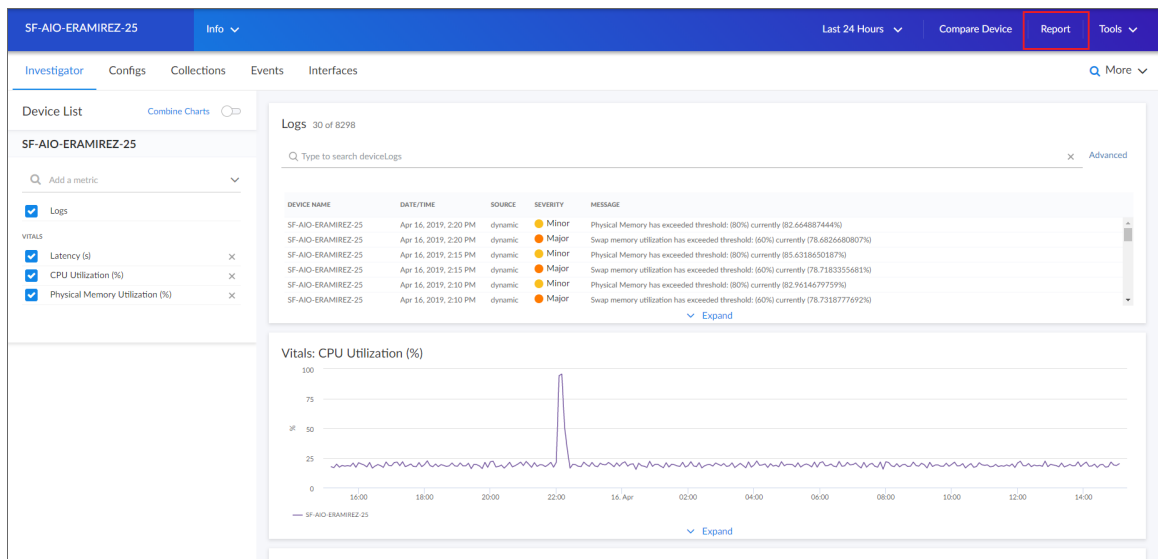 SF-AIO-ERAMIREZ-25 Info Last 24 Hours Compare Device Report Tools
Investigator Configs Collections Events Interfaces More
Device List Combine Charts
SF-AIO-ERAMIREZ-25
Add a metric
Logs
VITALS
Latency (s)
CPU Utilization (%)
Physical Memory Utilization (%)
Logs 30 of 8298
Type to search deviceLogs Advanced
DEVICE NAME DATE/TIME SOURCE SEVERITY MESSAGE
SF-AIO-ERAMIREZ-25 Apr 16, 2019, 2:20 PM dynamic Minor Physical Memory has exceeded threshold: (80%) currently (82.664887444%)
SF-AIO-ERAMIREZ-25 Apr 16, 2019, 2:20 PM dynamic Major Swap memory utilization has exceeded threshold: (60%) currently (78.6826680807%)
SF-AIO-ERAMIREZ-25 Apr 16, 2019, 2:15 PM dynamic Minor Physical Memory has exceeded threshold: (80%) currently (85.6318650187%)
SF-AIO-ERAMIREZ-25 Apr 16, 2019, 2:15 PM dynamic Major Swap memory utilization has exceeded threshold: (60%) currently (78.7183355681%)
SF-AIO-ERAMIREZ-25 Apr 16, 2019, 2:10 PM dynamic Minor Physical Memory has exceeded threshold: (80%) currently (82.9614679759%)
SF-AIO-ERAMIREZ-25 Apr 16, 2019, 2:10 PM dynamic Major Swap memory utilization has exceeded threshold: (60%) currently (78.7318777692%)
Expand
Vitals: CPU Utilization (%)
100
75
%
50
25
0
16:00 18:00 20:00 22:00 16. Apr 02:00 04:00 06:00 08:00 10:00 12:00 14:00
SF-AIO-ERAMIREZ-25
Expand